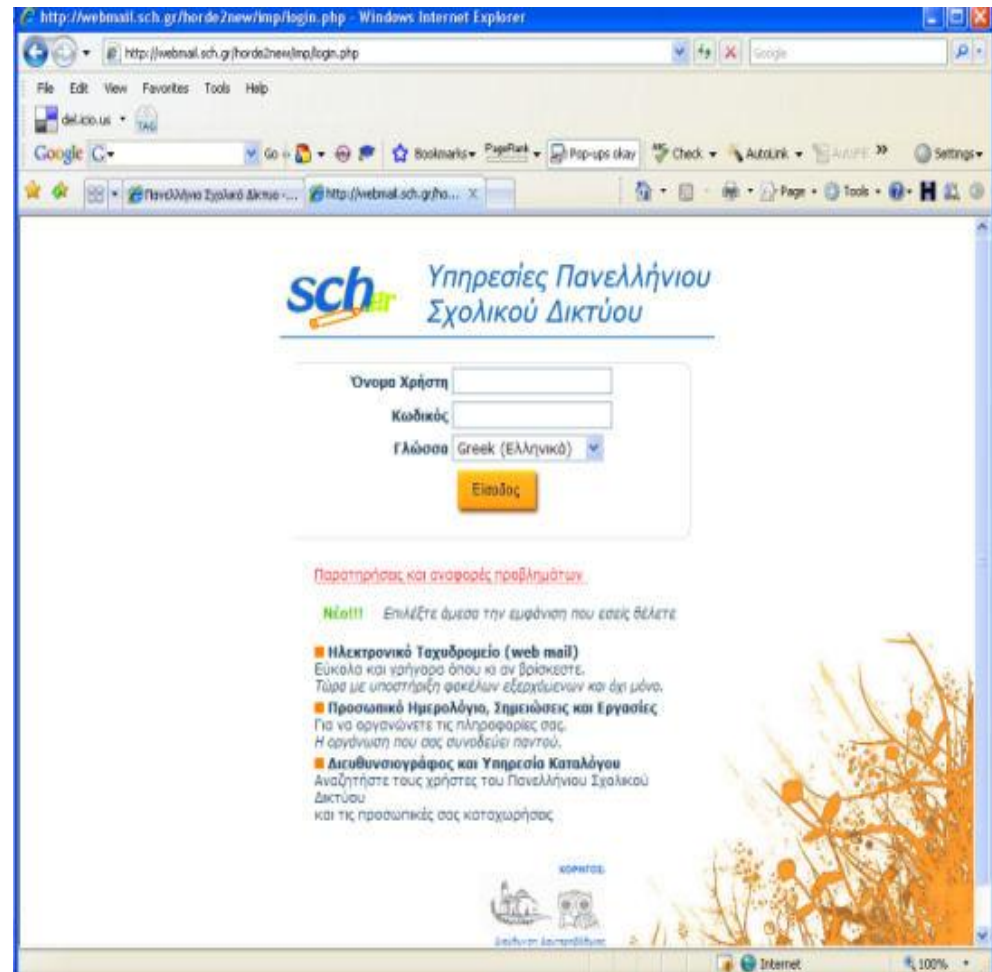 http://webmail.sch.gr/horde2new/imp/login.php - Windows Internet Explorer
http://webmail.sch.gr/horde2new/imp/login.php Google
File Edit View Favorites Tools Help
del.icio.us TAG
Google Go Bookmarks PageRank Pop-ups okay Check AutoLink AutoFill Settings
Πανελλήνιο Σχολικό Δίκτυο -... http://webmail.sch.gr/ho... Page Tools
sch.gr
Υπηρεσίες Πανελλήνιου
Σχολικού Δικτύου
Όνομα Χρήστη
Κωδικός
Γλώσσα Greek (Ελληνικά)
Είσοδος
Παρατηρήσεις και αναφορές προβλημάτων
Νέο!!! Επιλέξτε άμεσα την εμφάνιση που εσείς θέλετε
Ηλεκτρονικό Ταχυδρομείο (web mail)
Εύκολα και γρήγορα όπου κι αν βρίσκεστε.
Τώρα με υποστήριξη φακέλων εξερχόμενων και όχι μόνο.
Προσωπικό Ημερολόγιο, Σημειώσεις και Εργασίες
Για να οργανώνετε τις πληροφορίες σας.
Η οργάνωση που σας συνοδεύει παντού.
Διευθυνσιογράφος και Υπηρεσία Καταλόγου
Αναζητήστε τους χρήστες του Πανελλήνιου Σχολικού
Δικτύου
και τις προσωπικές σας καταχωρήσεις
ΧΟΡΗΓΟΣ:
Internet 100%